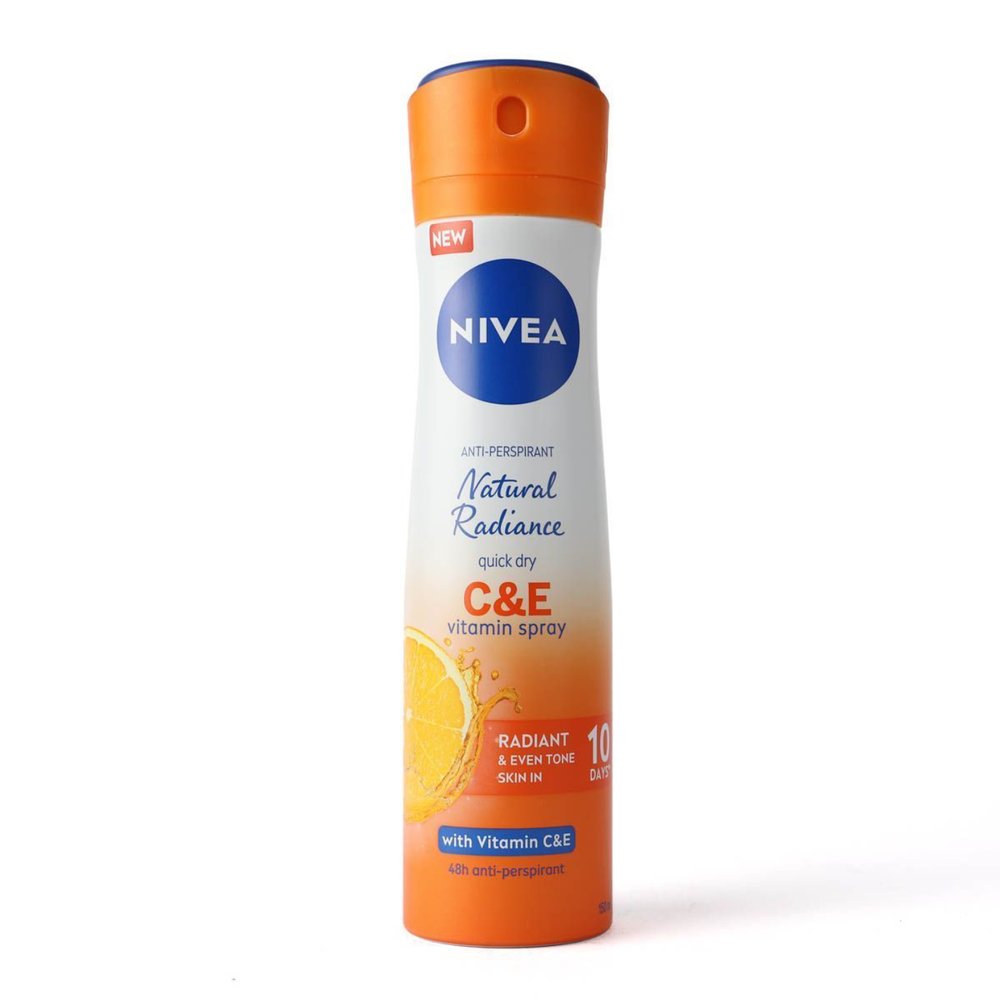 NEW
NIVEA
ANTI-PERSPIRANT
Natural
Radiance
quick dry
C&E
vitamin spray
RADIANT
& EVEN TONE
SKIN IN
10
DAYS*
with Vitamin C&E
48h anti-perspirant
150